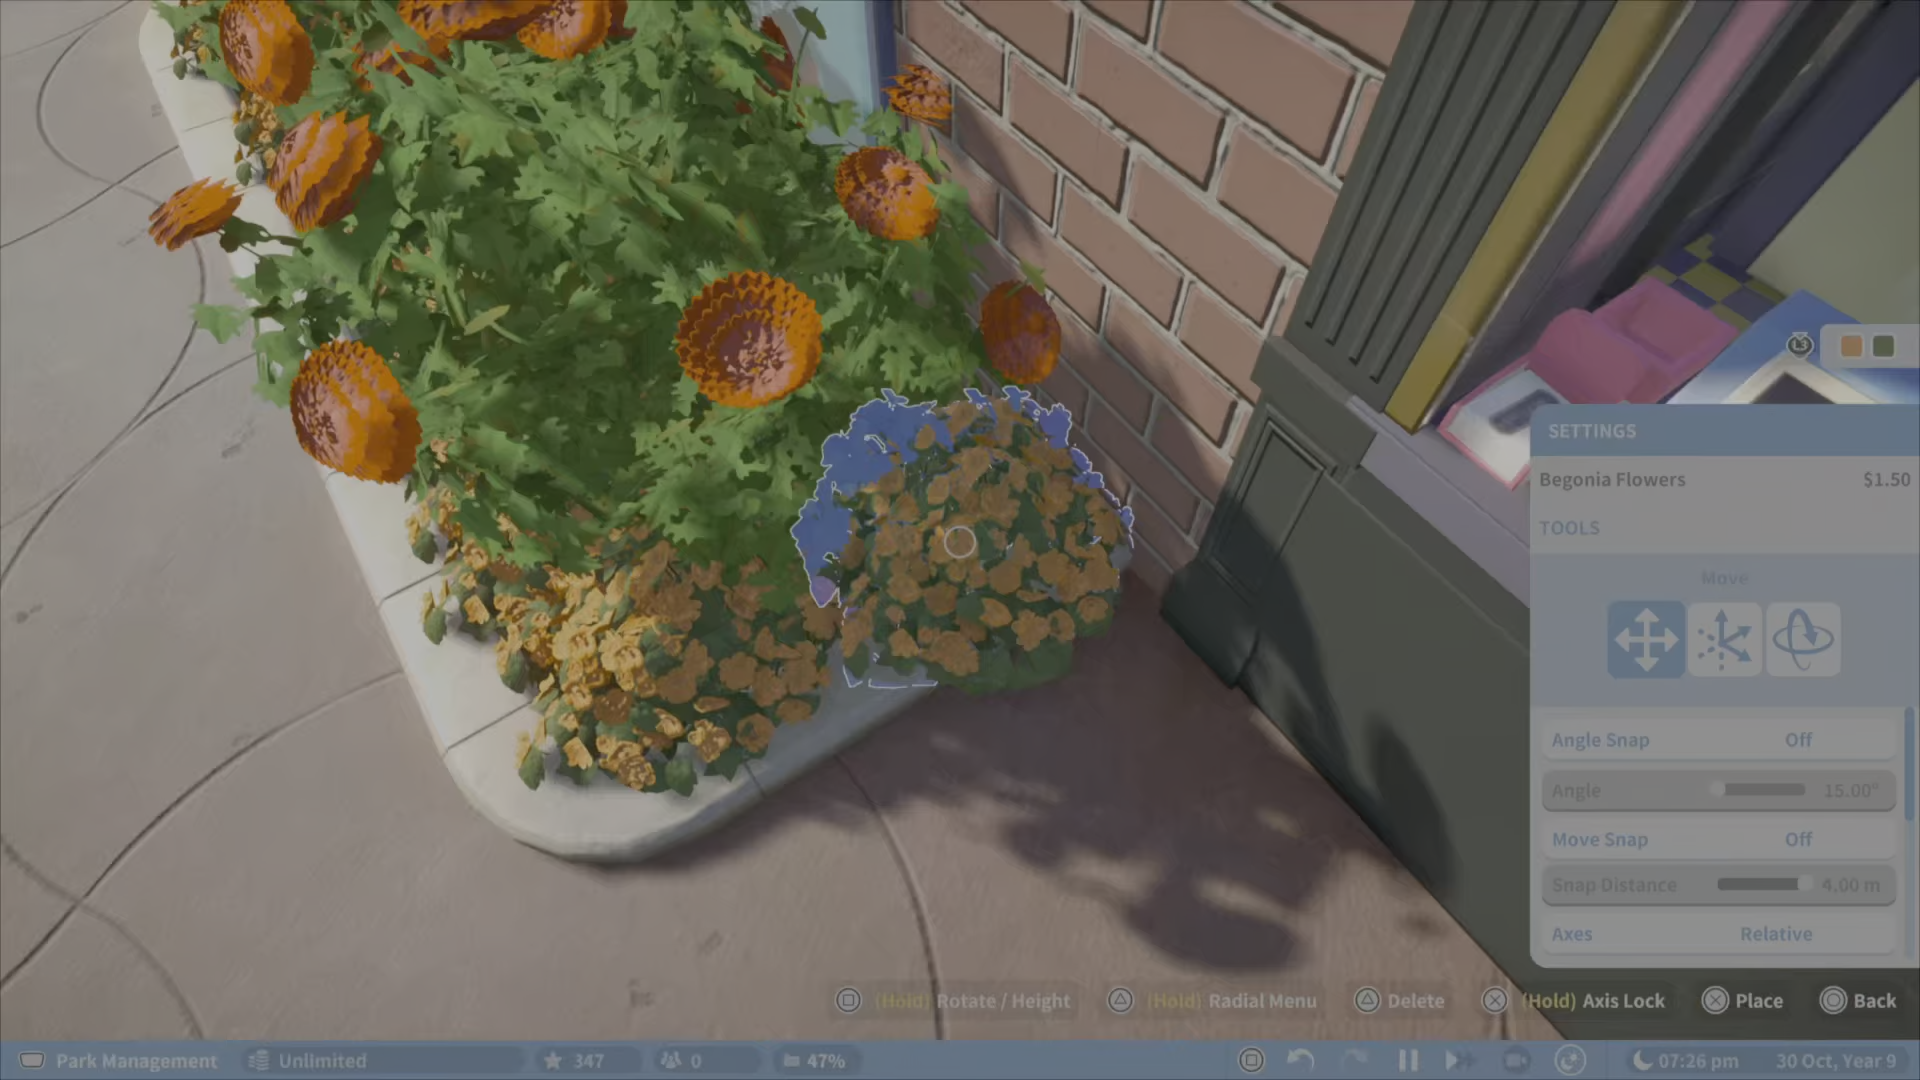 L3
SETTINGS
Begonia Flowers $1.50
TOOLS
Move
Angle Snap Off
Angle 15.00°
Move Snap Off
Snap Distance 4.00 m
Axes Relative
(Hold) Rotate / Height (Hold) Radial Menu Delete (Hold) Axis Lock Place Back
Park Management Unlimited 347 0 47% 07:26 pm 30 Oct, Year 9